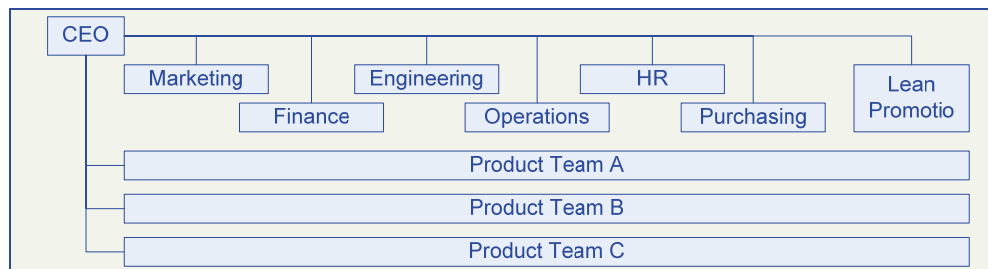 CEO
Marketing
Engineering
HR
Lean
Promotio
Finance
Operations
Purchasing
Product Team A
Product Team B
Product Team C